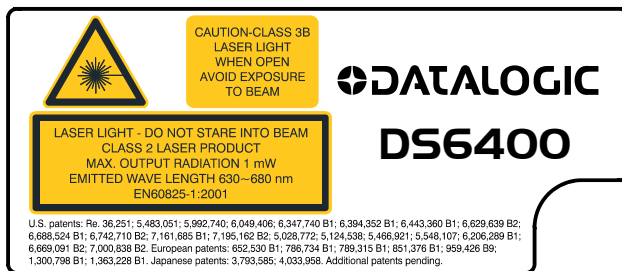 CAUTION-CLASS 3B
LASER LIGHT
WHEN OPEN
AVOID EXPOSURE
TO BEAM
DATALOGIC
DS6400
LASER LIGHT - DO NOT STARE INTO BEAM
CLASS 2 LASER PRODUCT
MAX. OUTPUT RADIATION 1 mW
EMITTED WAVE LENGTH 630~680 nm
EN60825-1:2001
U.S. patents: Re. 36,251; 5,483,051; 5,992,740; 6,049,406; 6,347,740 B1; 6,394,352 B1; 6,443,360 B1; 6,629,639 B2;
6,688,524 B1; 6,742,710 B2; 7,161,685 B1; 7,195,162 B2; 5,028,772; 5,124,538; 5,466,921; 5,548,107; 6,206,289 B1;
6,669,091 B2; 7,000,838 B2. European patents: 652,530 B1; 786,734 B1; 789,315 B1; 851,376 B1; 959,426 B9;
1,300,798 B1; 1,363,228 B1. Japanese patents: 3,793,585; 4,033,958. Additional patents pending.